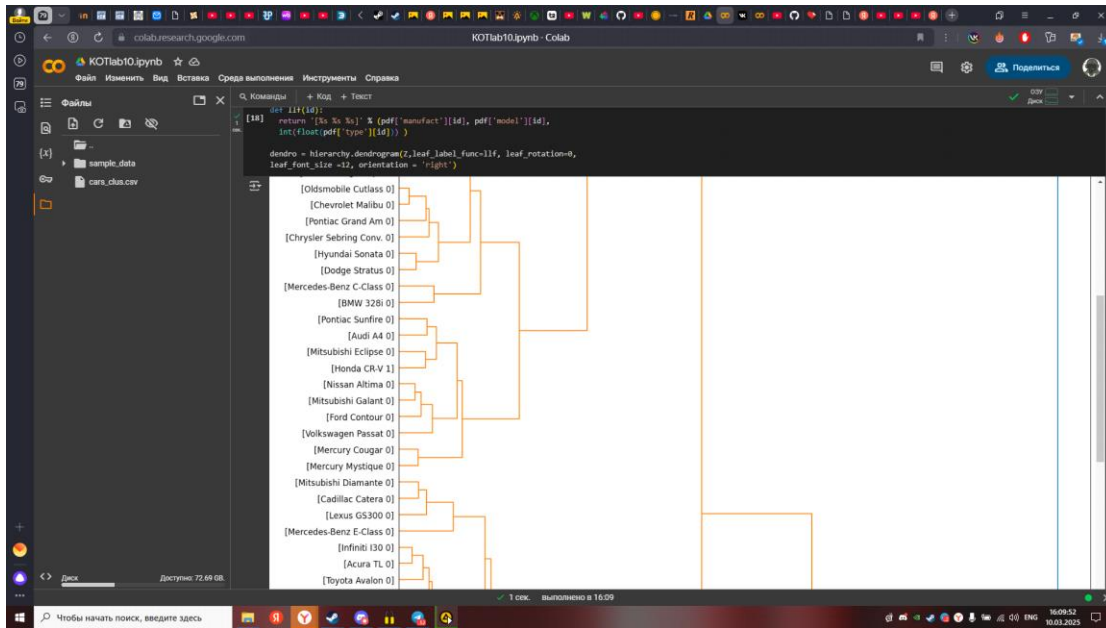 Войти
79
colab.research.google.com
KOTlab10.ipynb - Colab
KOTlab10.ipynb
Файл Изменить Вид Вставка Среда выполнения Инструменты Справка
Поделиться
79
Файлы
Команды + Код + Текст
ОЗУ
Диск
..
sample_data
cars_clus.csv
{x}
[18]
1
сек.
def llf(id):
return '[%s %s %s]' % (pdf['manufact'][id], pdf['model'][id],
int(float(pdf['type'][id])) )
dendro = hierarchy.dendrogram(Z,leaf_label_func=llf, leaf_rotation=0,
leaf_font_size =12, orientation = 'right')
[Oldsmobile Cutlass 0]
[Chevrolet Malibu 0]
[Pontiac Grand Am 0]
[Chrysler Sebring Conv. 0]
[Hyundai Sonata 0]
[Dodge Stratus 0]
[Mercedes-Benz C-Class 0]
[BMW 328i 0]
[Pontiac Sunfire 0]
[Audi A4 0]
[Mitsubishi Eclipse 0]
[Honda CR-V 1]
[Nissan Altima 0]
[Mitsubishi Galant 0]
[Ford Contour 0]
[Volkswagen Passat 0]
[Mercury Cougar 0]
[Mercury Mystique 0]
[Mitsubishi Diamante 0]
[Cadillac Catera 0]
[Lexus GS300 0]
[Mercedes-Benz E-Class 0]
[Infiniti I30 0]
[Acura TL 0]
[Toyota Avalon 0]
Диск
Доступно: 72.69 GB.
1 сек. выполнено в 16:09
Чтобы начать поиск, введите здесь
ENG
16:09:52
10.03.2025